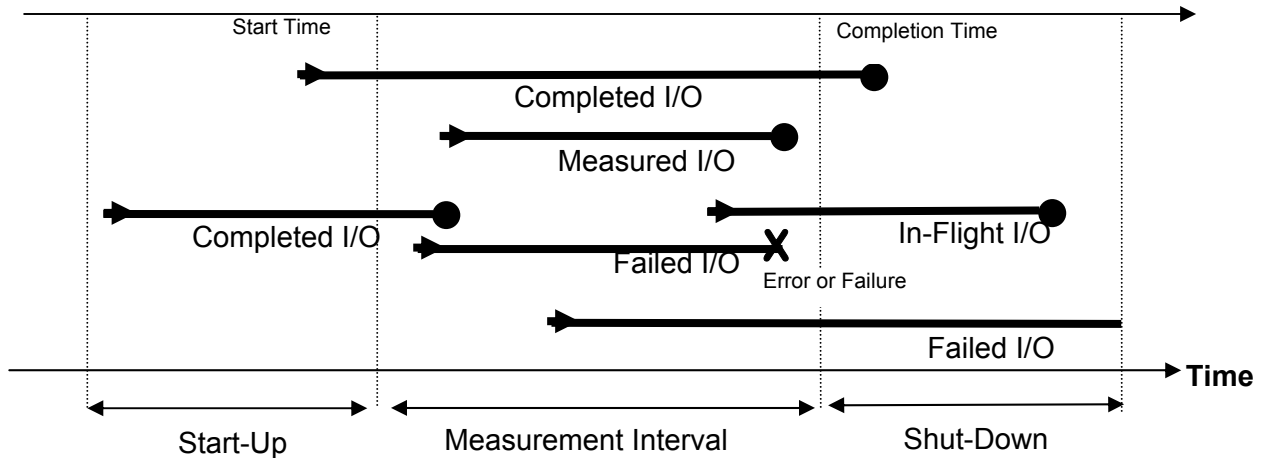 Start Time
Completion Time
Completed I/O
Measured I/O
Completed I/O
In-Flight I/O
Failed I/O
Error or Failure
Failed I/O
Time
Start-Up
Measurement Interval
Shut-Down